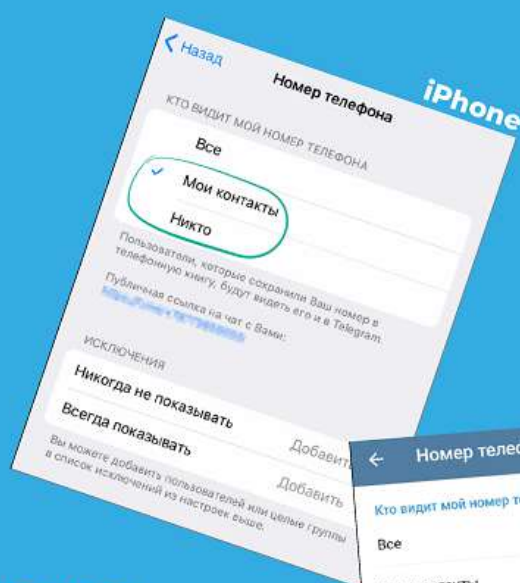 Назад
Номер телефона
iPhone
КТО ВИДИТ МОЙ НОМЕР ТЕЛЕФОНА
Все
Мои контакты
Никто
Пользователи, которые сохранили Ваш номер в
телефонную книгу, будут видеть его и в Telegram.
Публичная ссылка на чат с Вами:
ИСКЛЮЧЕНИЯ
Никогда не показывать
Добавить
Всегда показывать
Добавить
Вы можете добавить пользователей или целые группы
в список исключений из настроек выше.
Номер теле
Кто видит мой номер т
Все